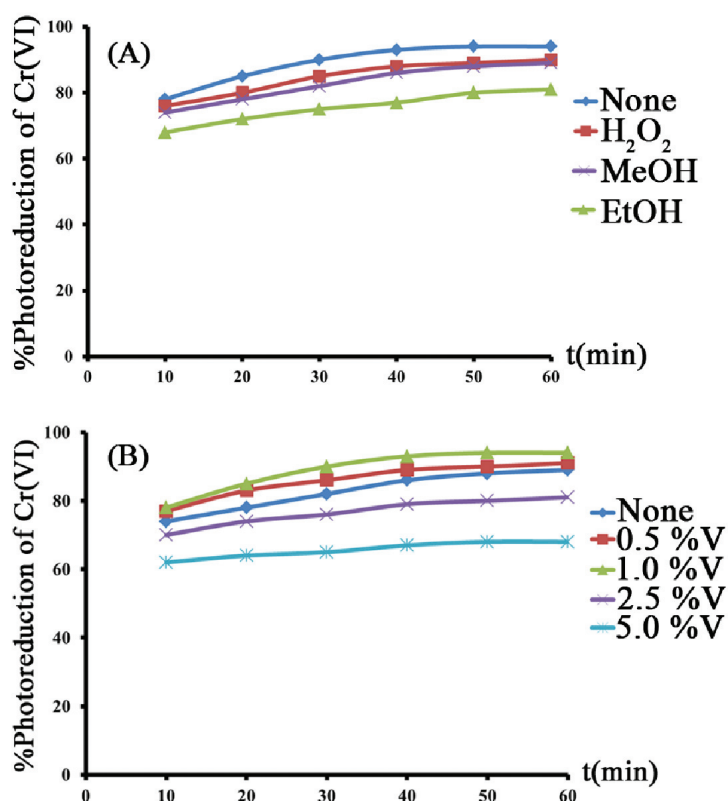 %Photoreduction of Cr(VI)
(A)
100
80
60
40
20
0
0 10 20 30 40 50 60
t(min)
None
H₂O₂
MeOH
EtOH
%Photoreduction of Cr(VI)
(B)
100
80
60
40
20
0
0 10 20 30 40 50 60
t(min)
None
0.5 %V
1.0 %V
2.5 %V
5.0 %V